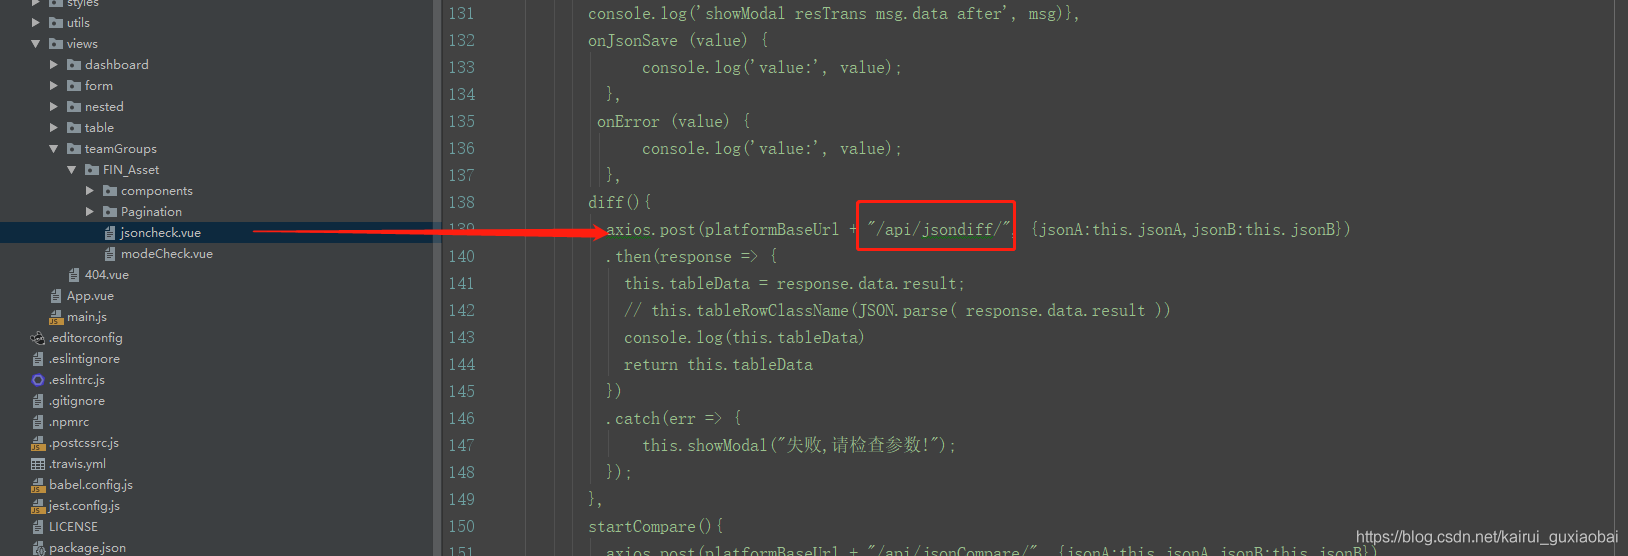 styles
utils
views
dashboard
form
nested
table
teamGroups
FIN_Asset
components
Pagination
jsoncheck.vue
modeCheck.vue
404.vue
App.vue
main.js
.editorconfig
.eslintignore
.eslintrc.js
.gitignore
.npmrc
.postcssrc.js
.travis.yml
babel.config.js
jest.config.js
LICENSE
package.json
131 console.log('showModal resTrans msg.data after', msg)},
132 onJsonSave (value) {
133 console.log('value:', value);
134 },
135 onError (value) {
136 console.log('value:', value);
137 },
138 diff(){
139 axios.post(platformBaseUrl + "/api/jsondiff/", {jsonA:this.jsonA,jsonB:this.jsonB})
140 .then(response => {
141 this.tableData = response.data.result;
142 // this.tableRowClassName(JSON.parse( response.data.result ))
143 console.log(this.tableData)
144 return this.tableData
145 })
146 .catch(err => {
147 this.showModal("失败,请检查参数!");
148 });
149 },
150 startCompare(){
151 axios.post(platformBaseUrl + "/api/jsonCompare/", {jsonA:this.jsonA,jsonB:this.jsonB})
https://blog.csdn.net/kairui_guxiaobai